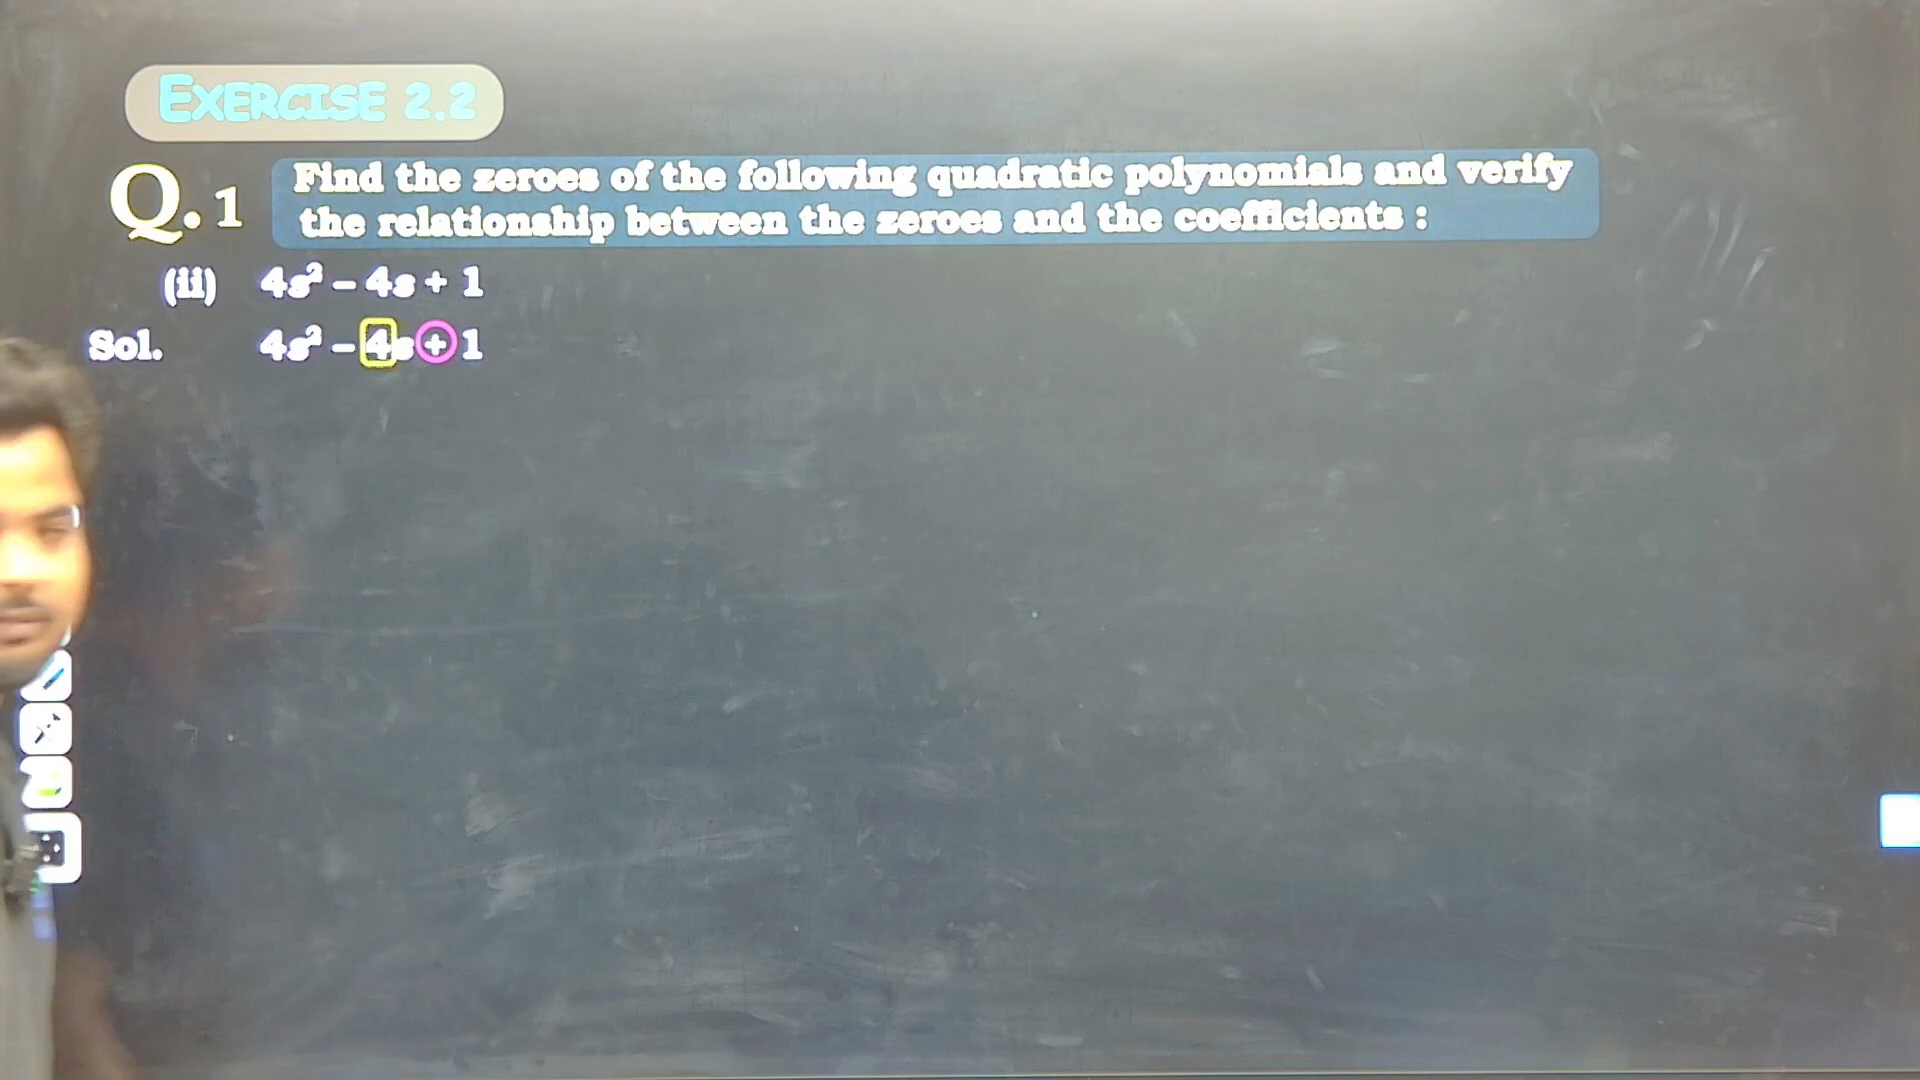 EXERCISE 2.2
Q.1 Find the zeroes of the following quadratic polynomials and verify
the relationship between the zeroes and the coefficients :
(ii) 4s² – 4s + 1
Sol. 4s² – 4s + 1